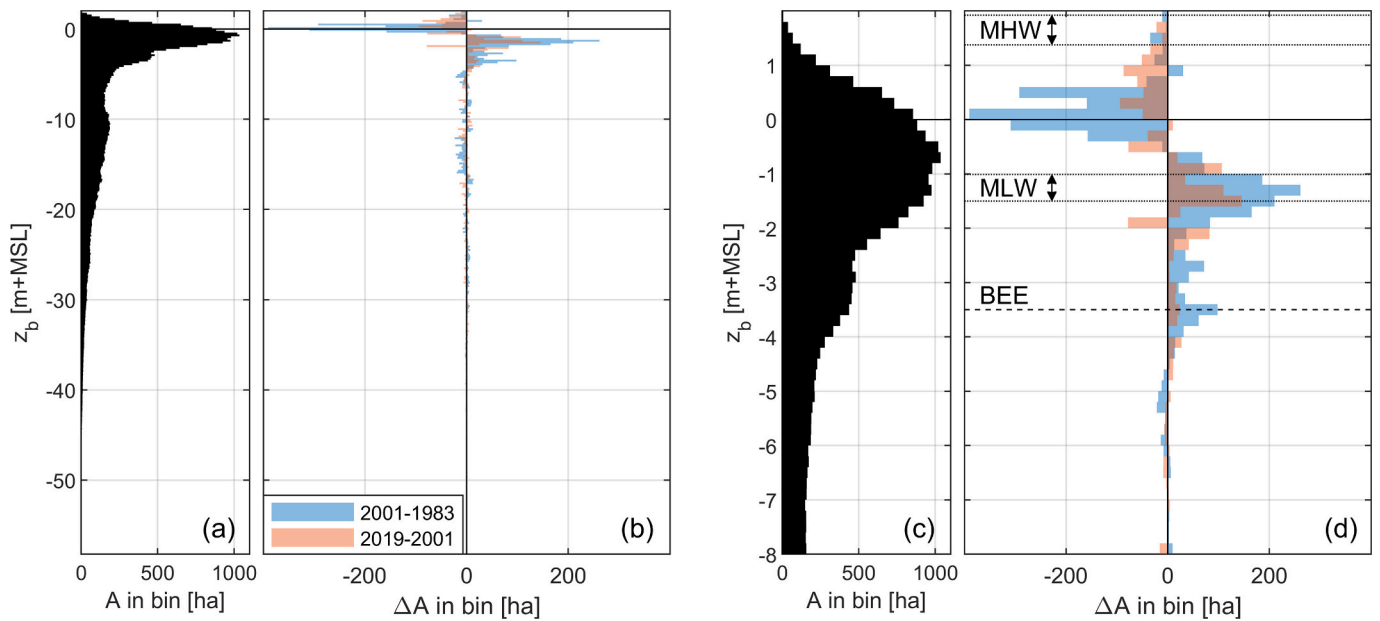 0
-10
-20
-30
-40
-50
z_b [m+MSL]
0
500
1000
A in bin [ha]
(a)
2001-1983
2019-2001
(b)
-200
0
200
ΔA in bin [ha]
1
0
-1
-2
-3
-4
-5
-6
-7
-8
z_b [m+MSL]
0
500
1000
A in bin [ha]
(c)
MHW
MLW
BEE
(d)
-200
0
200
ΔA in bin [ha]